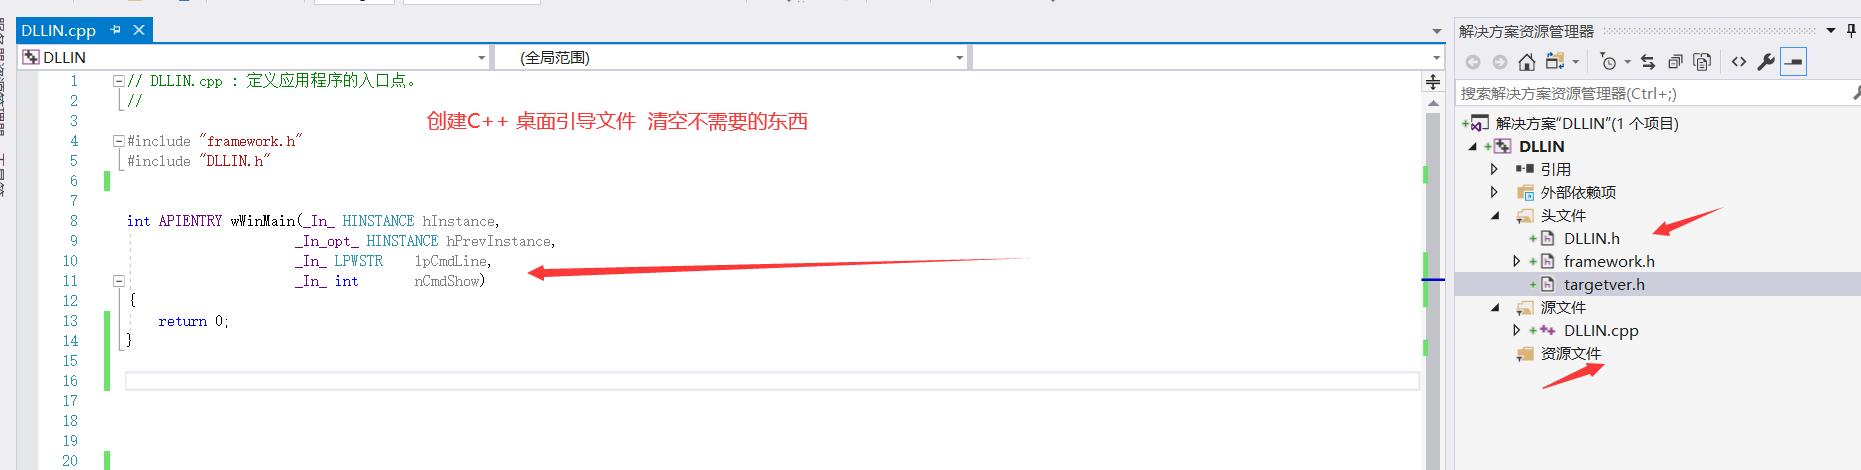 DLLIN.cpp
DLLIN
(全局范围)
1 // DLLIN.cpp : 定义应用程序的入口点。
2 //
3
4 #include "framework.h"
5 #include "DLLIN.h"
6
7
8 int APIENTRY wWinMain(_In_ HINSTANCE hInstance,
9 _In_opt_ HINSTANCE hPrevInstance,
10 _In_ LPWSTR lpCmdLine,
11 _In_ int nCmdShow)
12 {
13 return 0;
14 }
15
16
17
18
19
20
创建C++ 桌面引导文件 清空不需要的东西
解决方案资源管理器
搜索解决方案资源管理器(Ctrl+;)
解决方案"DLLIN"(1 个项目)
DLLIN
引用
外部依赖项
头文件
DLLIN.h
framework.h
targetver.h
源文件
DLLIN.cpp
资源文件